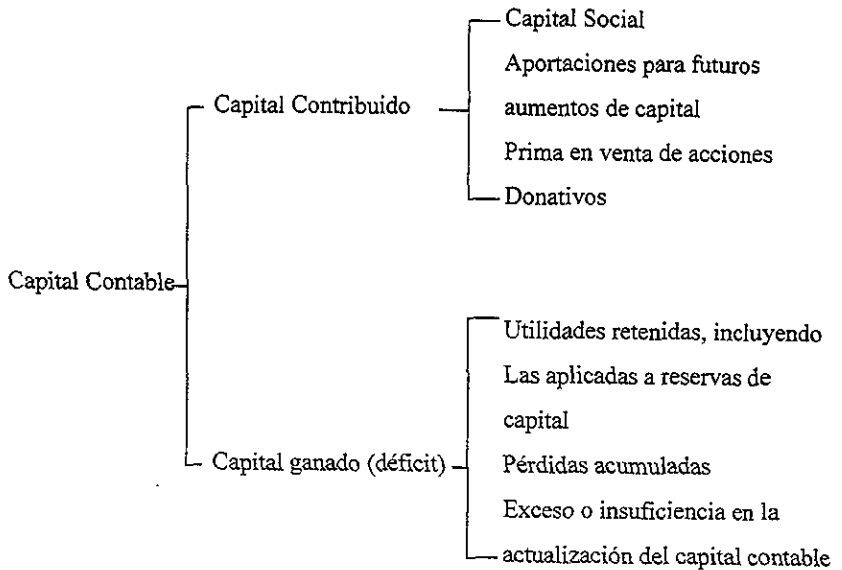 Capital Contable
Capital Contribuido
Capital Social
Aportaciones para futuros
aumentos de capital
Prima en venta de acciones
Donativos
Capital ganado (déficit)
Utilidades retenidas, incluyendo
Las aplicadas a reservas de
capital
Pérdidas acumuladas
Exceso o insuficiencia en la
actualización del capital contable